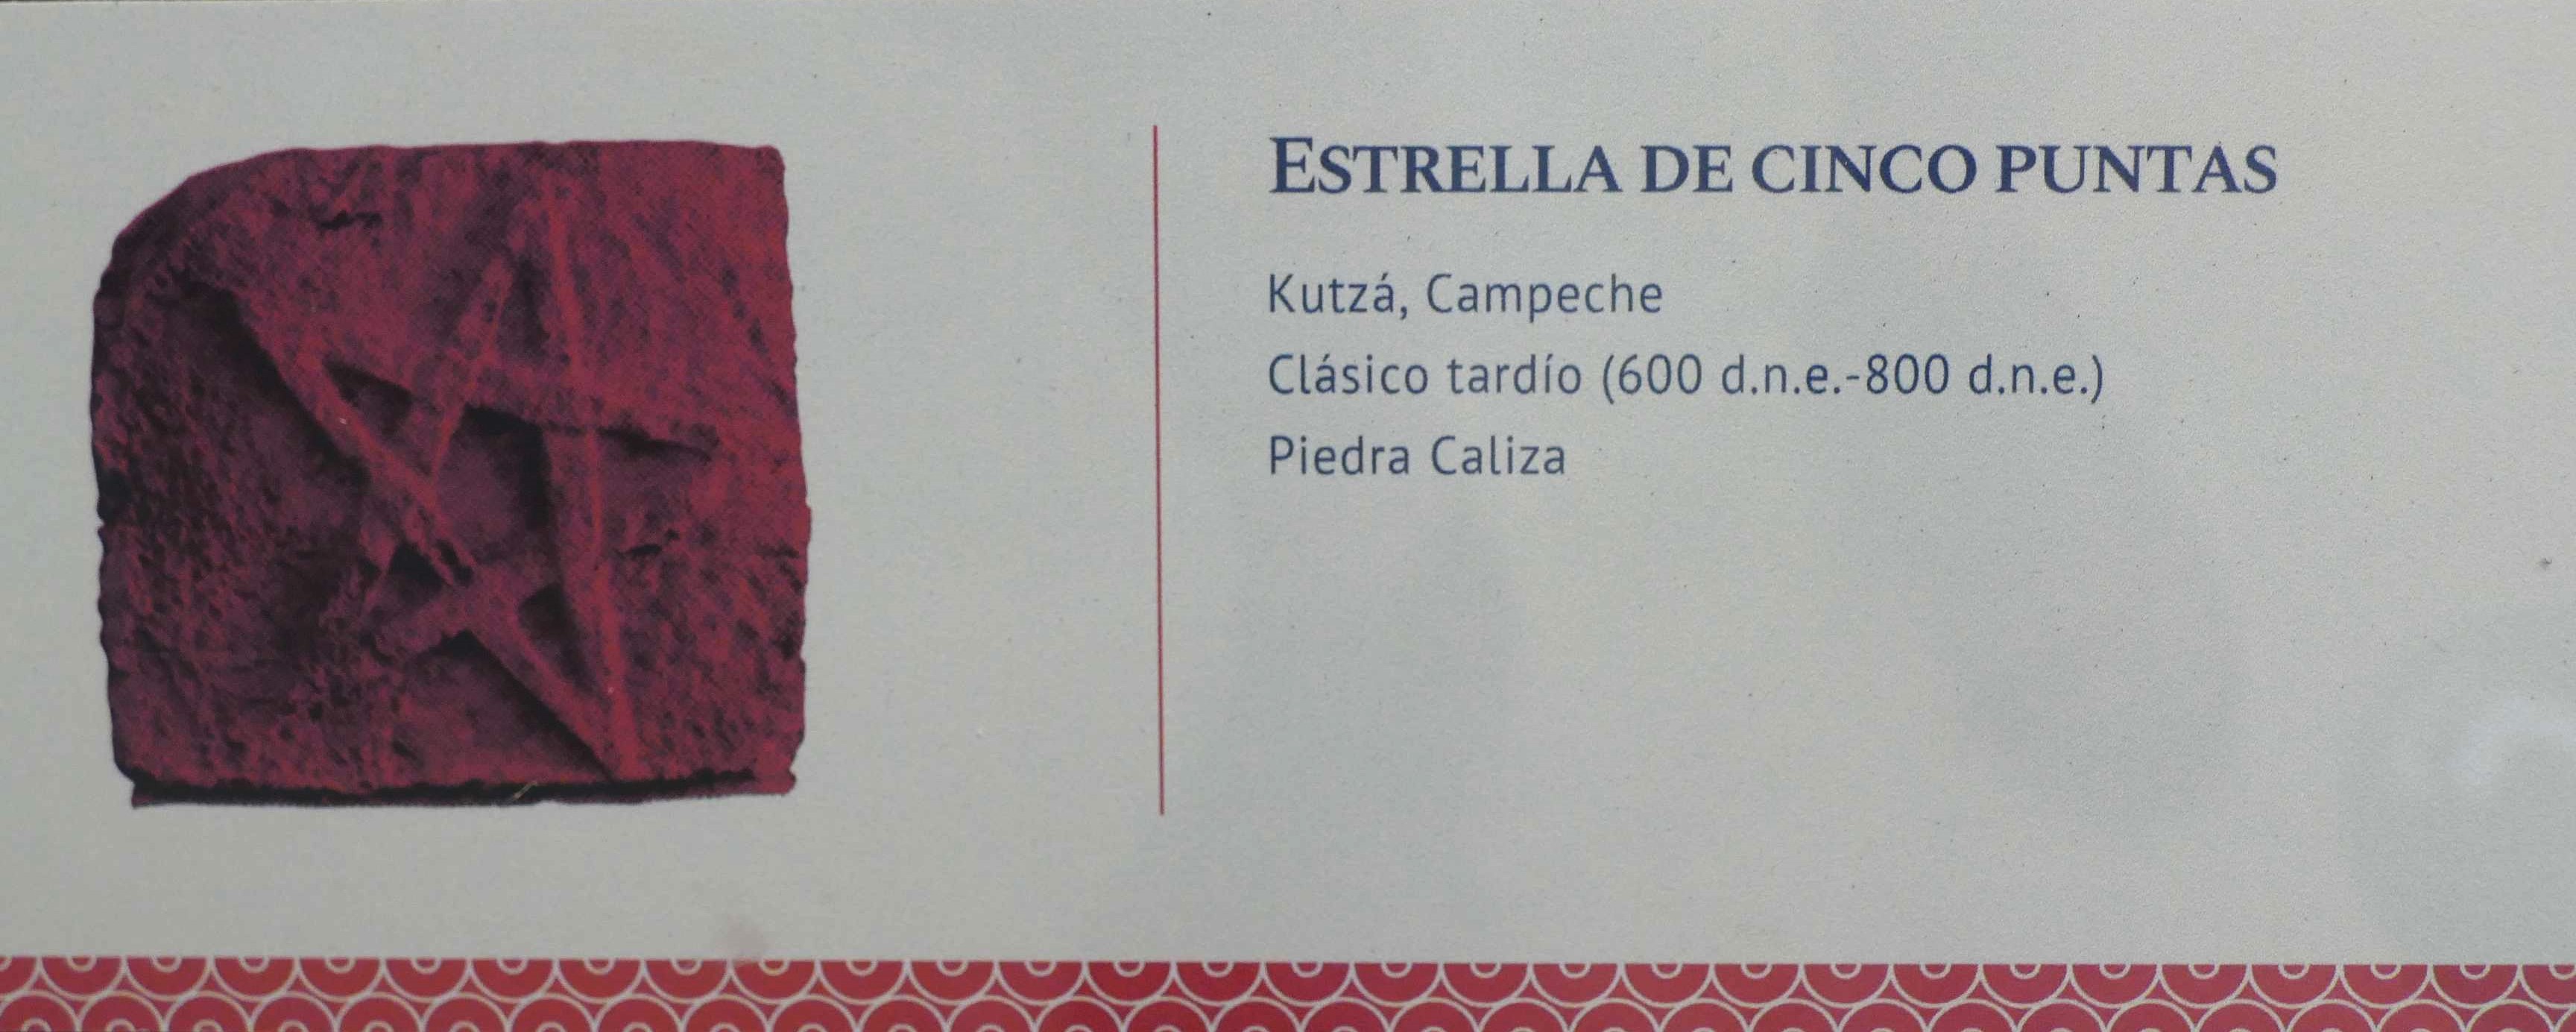 ESTRELLA DE CINCO PUNTAS
Kutzá, Campeche
Clásico tardío (600 d.n.e.-800 d.n.e.)
Piedra Caliza